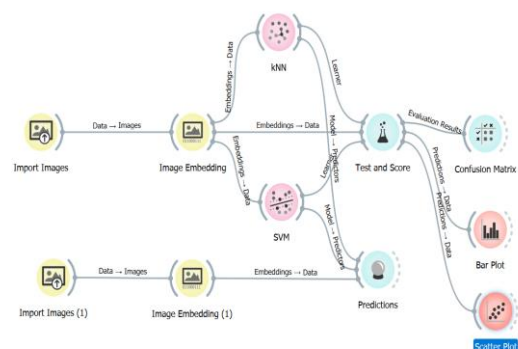 Embeddings → Data
kNN
Learner
Data → Images
Embeddings → Data
Evaluation Results
Import Images
Image Embedding
Test and Score
Confusion Matrix
Embeddings → Data
Learner
Model → Predictors
Predictions → Data
Predictions → Data
SVM
Model → Predictors
Bar Plot
Data → Images
Embeddings → Data
Import Images (1)
Image Embedding (1)
Predictions
Scatter Plot